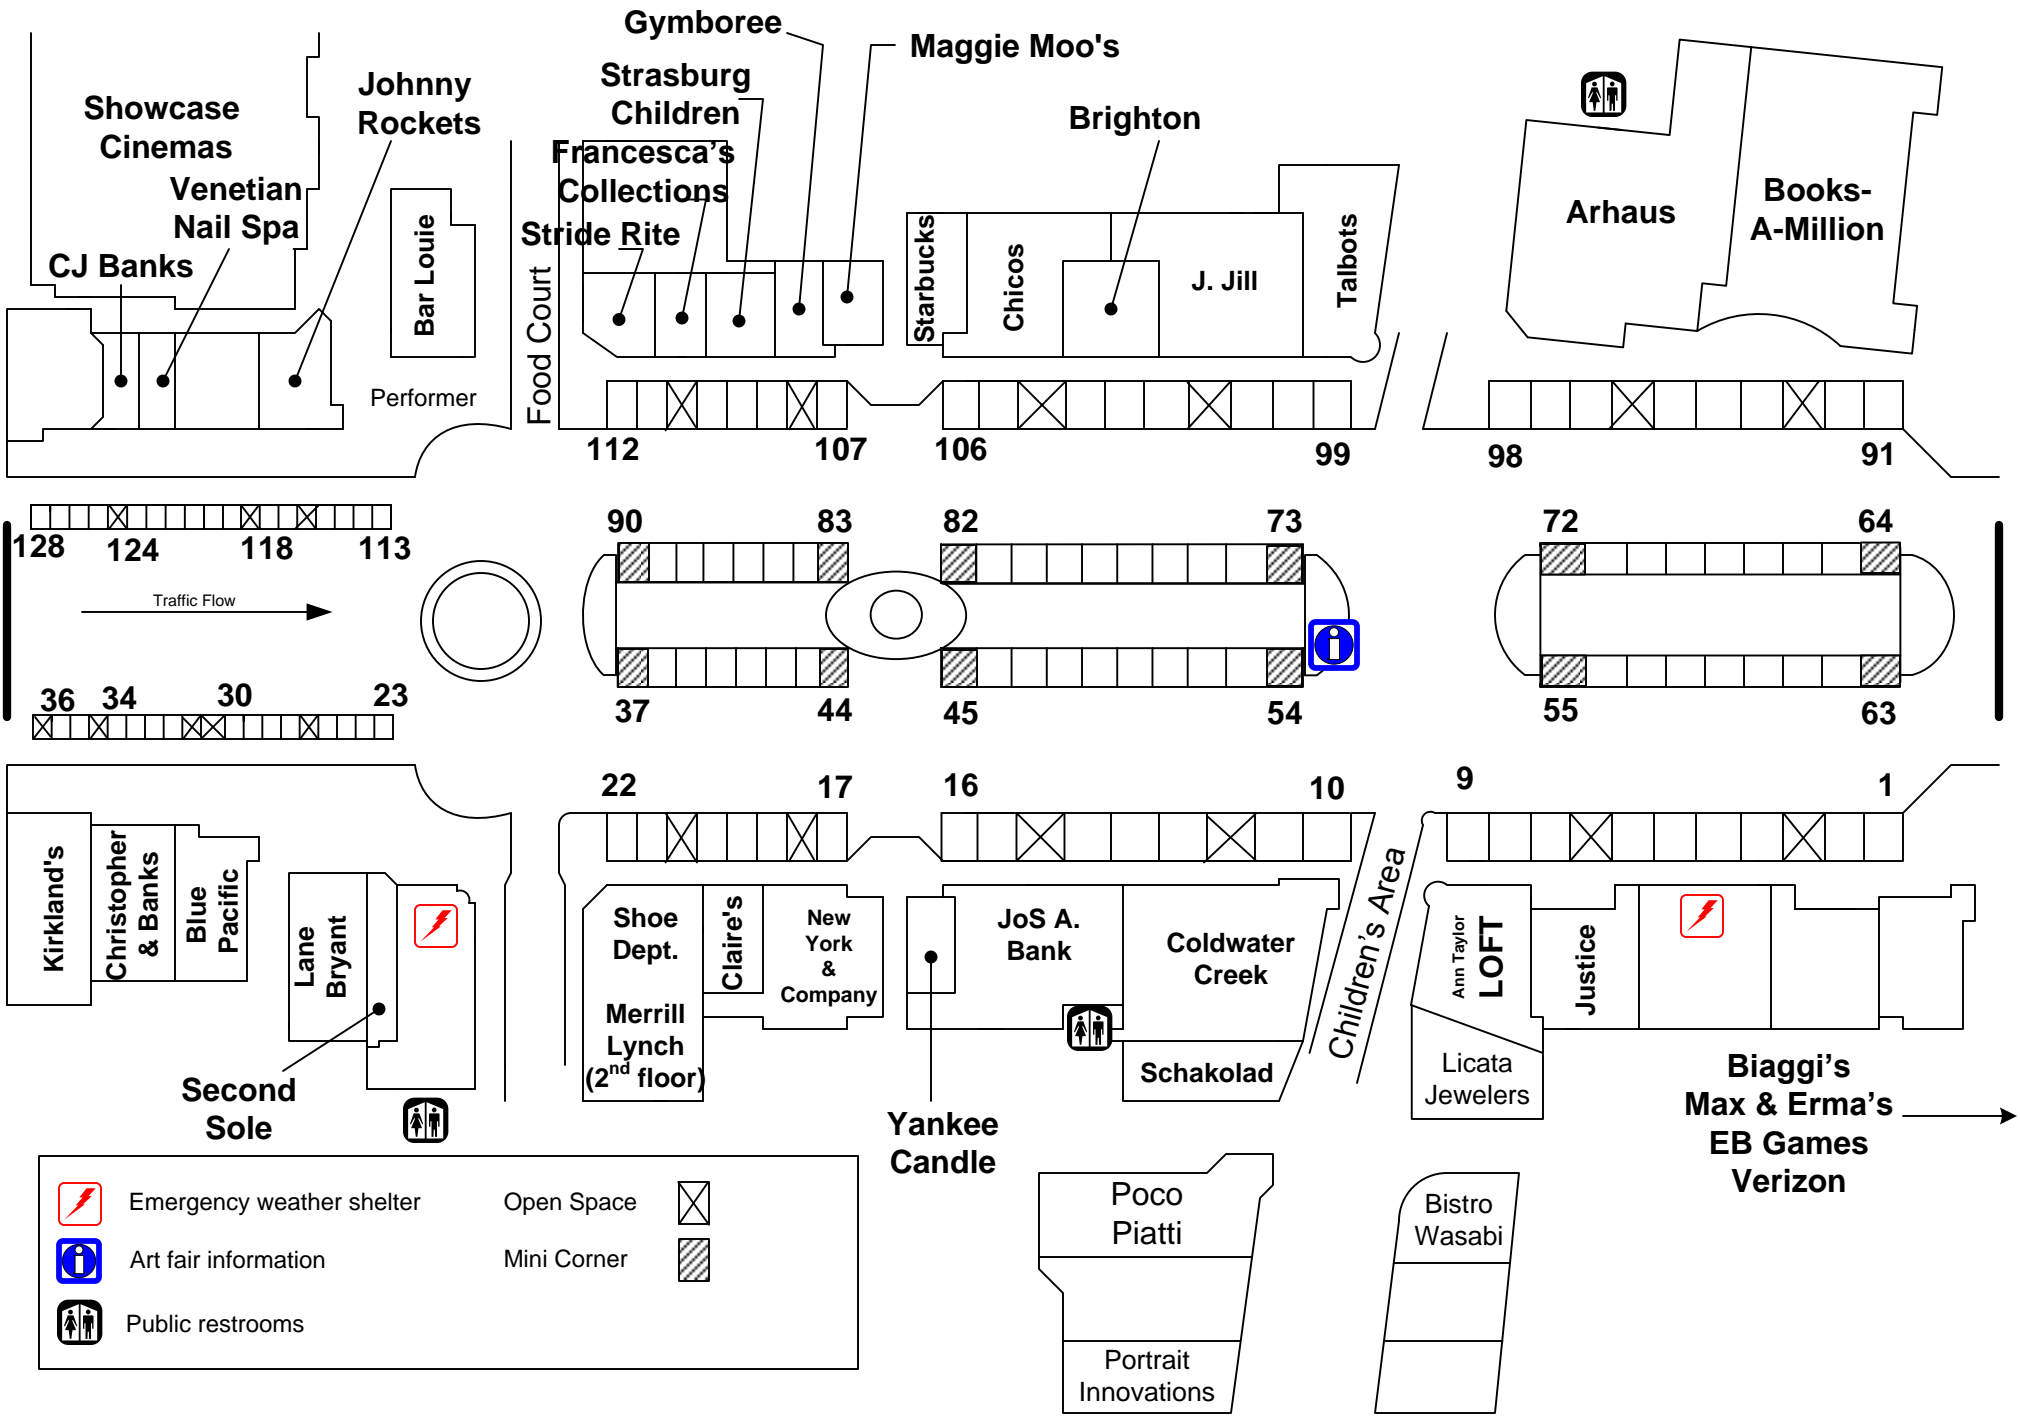 Gymboree
Maggie Moo's
Strasburg
Children
Johnny
Rockets
Showcase
Cinemas
Brighton
Francesca's
Collections
Venetian
Nail Spa
Stride Rite
CJ Banks
Bar Louie
Food Court
Performer
Starbucks
Chicos
J. Jill
Talbots
Arhaus
Books-
A-Million
112
107
106
99
98
91
128
124
118
113
90
83
82
73
72
64
Traffic Flow
36
34
30
23
37
44
45
54
55
63
22
17
16
10
9
1
Kirkland's
Christopher
& Banks
Blue
Pacific
Lane
Bryant
Second
Sole
Shoe
Dept.
Merrill
Lynch
(2nd floor)
Claire's
New
York
&
Company
Yankee
Candle
JoS A.
Bank
Coldwater
Creek
Schakolad
Children's Area
Ann Taylor
LOFT
Justice
Licata
Jewelers
Biaggi's
Max & Erma's
EB Games
Verizon
Poco
Piatti
Portrait
Innovations
Bistro
Wasabi
Emergency weather shelter
Open Space
Art fair information
Mini Corner
Public restrooms